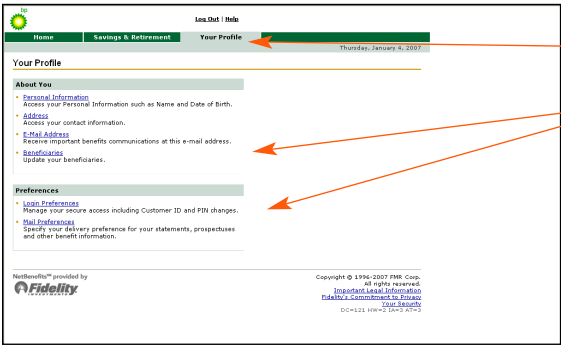 bp
Log Out | Help
Home Savings & Retirement Your Profile
Thursday, January 4, 2007
Your Profile
About You
• Personal Information
Access your Personal Information such as Name and Date of Birth.
• Address
Access your contact information.
• E-Mail Address
Receive important benefits communications at this e-mail address.
• Beneficiaries
Update your beneficiaries.
Preferences
• Login Preferences
Manage your secure access including Customer ID and PIN changes.
• Mail Preferences
Specify your delivery preference for your statements, prospectuses
and other benefit information.
NetBenefits℠ provided by
Fidelity
INVESTMENTS
Copyright © 1996-2007 FMR Corp.
All rights reserved.
Important Legal Information
Fidelity's Commitment to Privacy
Your Security
DC=121 HW=2 IA=3 AT=3